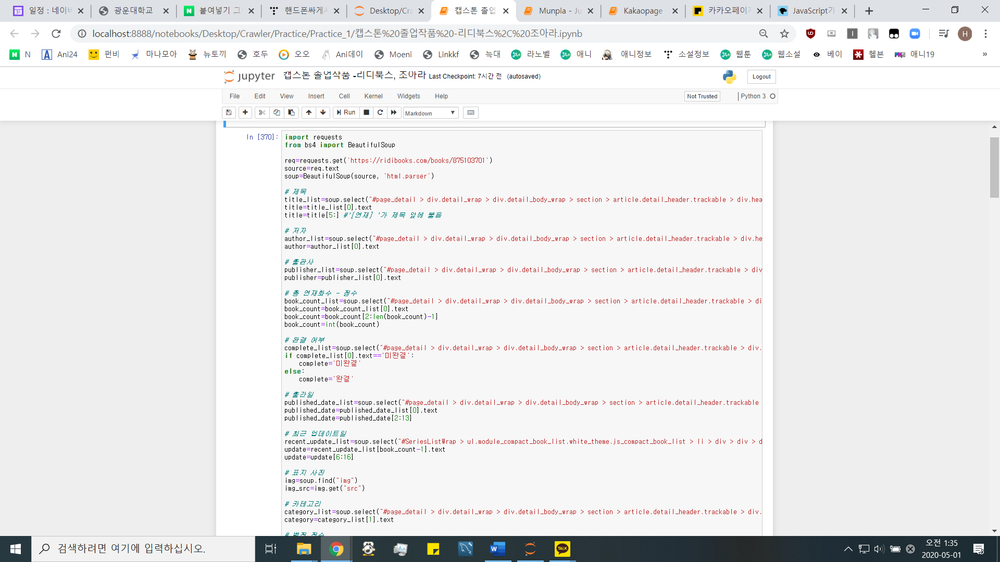 일정 : 네이버
광운대학교
붙여넣기 그
핸드폰싸게사
Desktop/Cra
캡스톤 졸업
Munpia - Ju
Kakaopage
카카오페이지
JavaScript가
localhost:8888/notebooks/Desktop/Crawler/Practice/Practice_1/캡스톤%20졸업작품%20-리디북스%2C%20조아라.ipynb
N Ani24 펀비 마나모아 뉴토끼 호두 오오 Ani데이 Moeni Linkkf 늑대 라노벨 애니 애니정보 소설정보 웹툰 웹소설 베이 헬븐 애니19 »
jupyter 캡스톤 졸업작품 -리디북스, 조아라 Last Checkpoint: 7시간 전 (autosaved) Logout
File Edit View Insert Cell Kernel Widgets Help Not Trusted Python 3
Run Markdown
In [370]:
import requests
from bs4 import BeautifulSoup
req=requests.get('https://ridibooks.com/books/875103701')
source=req.text
soup=BeautifulSoup(source, 'html.parser')
# 제목
title_list=soup.select("#page_detail > div.detail_wrap > div.detail_body_wrap > section > article.detail_header.trackable > div.hea
title=title_list[0].text
title=title[5:] #'[연재] '가 제목 앞에 붙음
# 저자
author_list=soup.select("#page_detail > div.detail_wrap > div.detail_body_wrap > section > article.detail_header.trackable > div.he
author=author_list[0].text
# 출판사
publisher_list=soup.select("#page_detail > div.detail_wrap > div.detail_body_wrap > section > article.detail_header.trackable > div
publisher=publisher_list[0].text
# 총 연재화수 - 정수
book_count_list=soup.select("#page_detail > div.detail_wrap > div.detail_body_wrap > section > article.detail_header.trackable > di
book_count=book_count_list[0].text
book_count=book_count[2:len(book_count)-1]
book_count=int(book_count)
# 완결 여부
complete_list=soup.select("#page_detail > div.detail_wrap > div.detail_body_wrap > section > article.detail_header.trackable > div.
if complete_list[0].text=='미완결':
complete='미완결'
else:
complete='완결'
# 출간일
published_date_list=soup.select("#page_detail > div.detail_wrap > div.detail_body_wrap > section > article.detail_header.trackable
published_date=published_date_list[0].text
published_date=published_date[2:13]
# 최근 업데이트일
recent_update_list=soup.select("#SeriesListWrap > ul.module_compact_book_list.white_theme.js_compact_book_list > li > div > div > d
update=recent_update_list[book_count-1].text
update=update[6:16]
# 표지 사진
img=soup.find("img")
img_src=img.get("src")
# 카테고리
category_list=soup.select("#page_detail > div.detail_wrap > div.detail_body_wrap > section > article.detail_header.trackable > div.
category=category_list[1].text
# 별점 점수
검색하려면 여기에 입력하십시오.
오전 1:35
2020-05-01